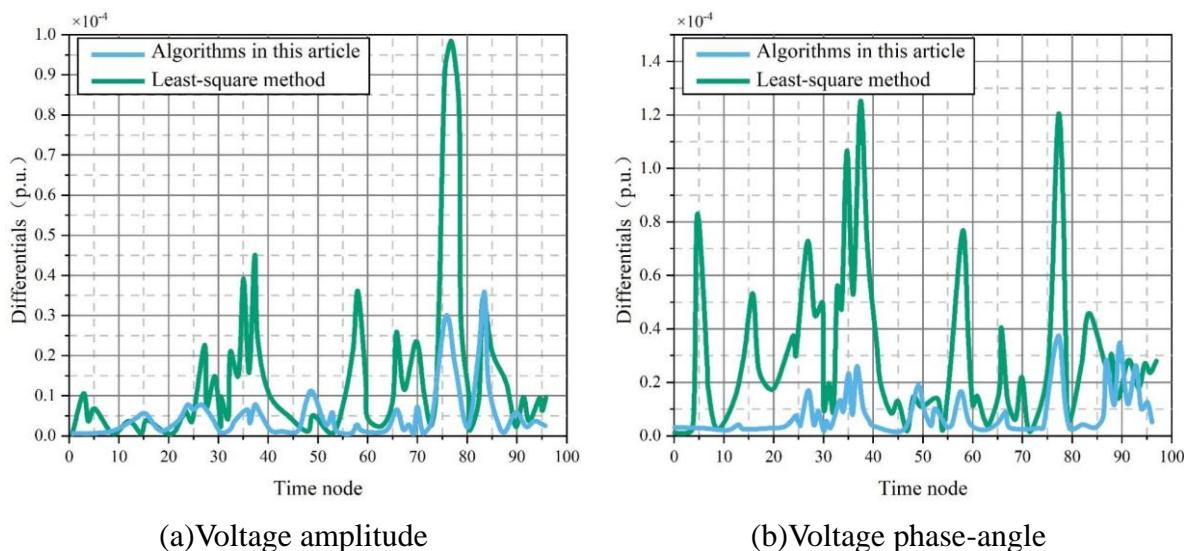 ×10⁻⁴
1.0
0.9
0.8
0.7
0.6
0.5
0.4
0.3
0.2
0.1
0.0
Differentials（p.u.）
Algorithms in this article
Least-square method
0 10 20 30 40 50 60 70 80 90 100
Time node
(a)Voltage amplitude
×10⁻⁴
1.4
1.2
1.0
0.8
0.6
0.4
0.2
0.0
Differentials（p.u.）
Algorithms in this article
Least-square method
0 10 20 30 40 50 60 70 80 90 100
Time node
(b)Voltage phase-angle